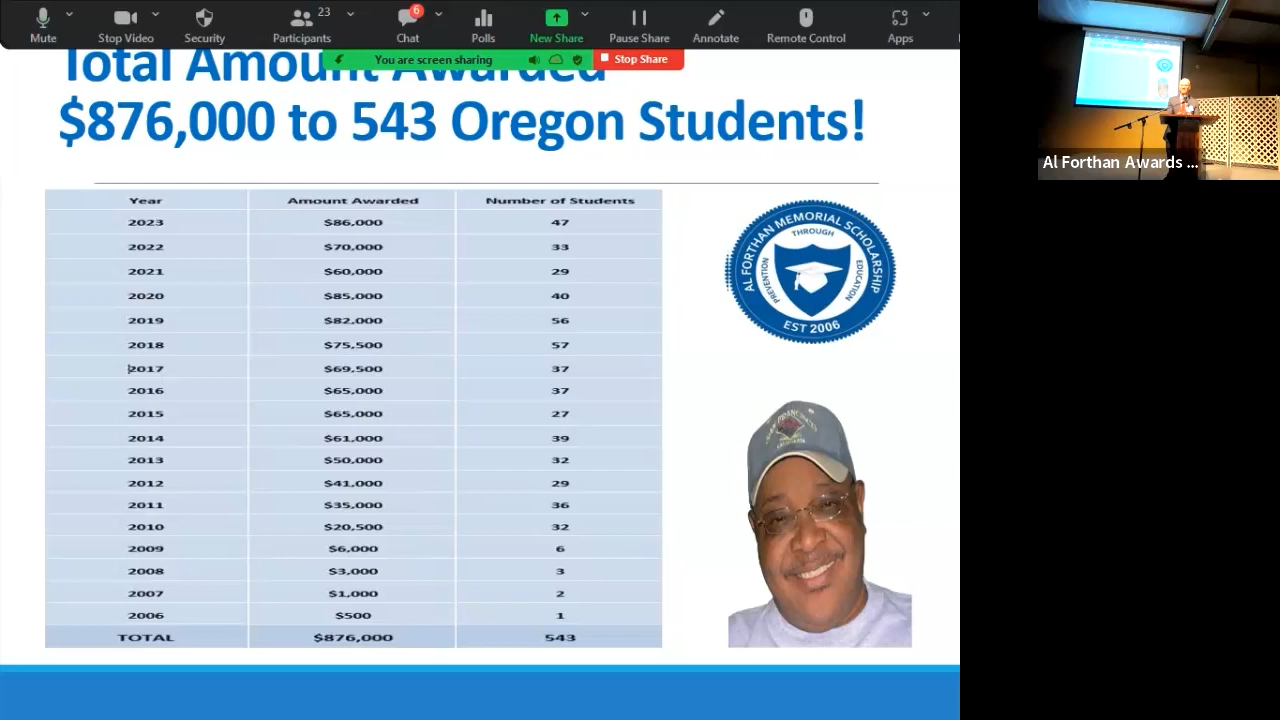 Mute
Stop Video
Security
Participants
23
Chat
6
Polls
New Share
Pause Share
Annotate
Remote Control
Apps
You are screen sharing
Stop Share
Total Amount Awarded
$876,000 to 543 Oregon Students!
Year Amount Awarded Number of Students
2023 $86,000 47
2022 $70,000 33
2021 $60,000 29
2020 $85,000 40
2019 $82,000 56
2018 $75,500 57
2017 $69,500 37
2016 $65,000 37
2015 $65,000 27
2014 $61,000 39
2013 $50,000 32
2012 $41,000 29
2011 $35,000 36
2010 $20,500 32
2009 $6,000 6
2008 $3,000 3
2007 $1,000 2
2006 $500 1
TOTAL $876,000 543
AL FORTHAN MEMORIAL SCHOLARSHIP
THROUGH
PREVENTION
EDUCATION
EST 2006
Al Forthan Awards ...